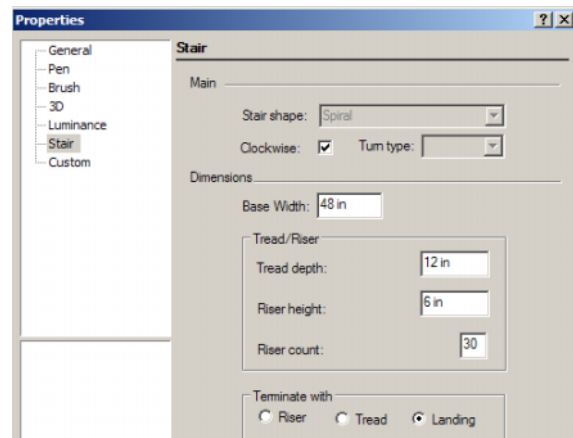 Properties
General
Pen
Brush
3D
Luminance
Stair
Custom
Stair
Main
Stair shape: Spiral
Clockwise: Turn type:
Dimensions
Base Width: 48 in
Tread/Riser
Tread depth: 12 in
Riser height: 6 in
Riser count: 30
Terminate with
Riser Tread Landing